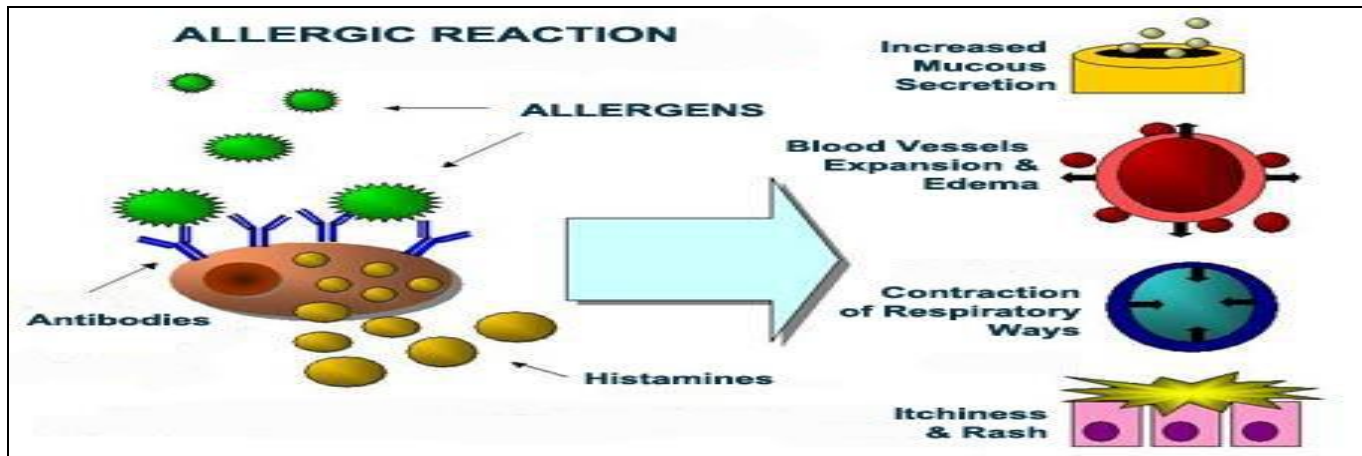 ALLERGIC REACTION
ALLERGENS
Antibodies
Histamines
Increased
Mucous
Secretion
Blood Vessels
Expansion &
Edema
Contraction
of Respiratory
Ways
Itchiness
& Rash